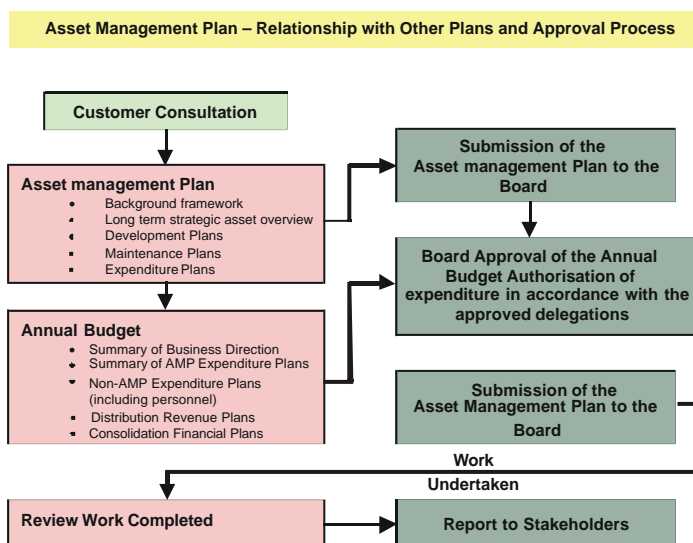 Asset Management Plan – Relationship with Other Plans and Approval Process
Customer Consultation
Asset management Plan
Background framework
Long term strategic asset overview
Development Plans
Maintenance Plans
Expenditure Plans
Submission of the
Asset management Plan to the
Board
Annual Budget
Summary of Business Direction
Summary of AMP Expenditure Plans
Non-AMP Expenditure Plans
(including personnel)
Distribution Revenue Plans
Consolidation Financial Plans
Board Approval of the Annual
Budget Authorisation of
expenditure in accordance with the
approved delegations
Submission of the
Asset Management Plan to the
Board
Work
Undertaken
Review Work Completed
Report to Stakeholders